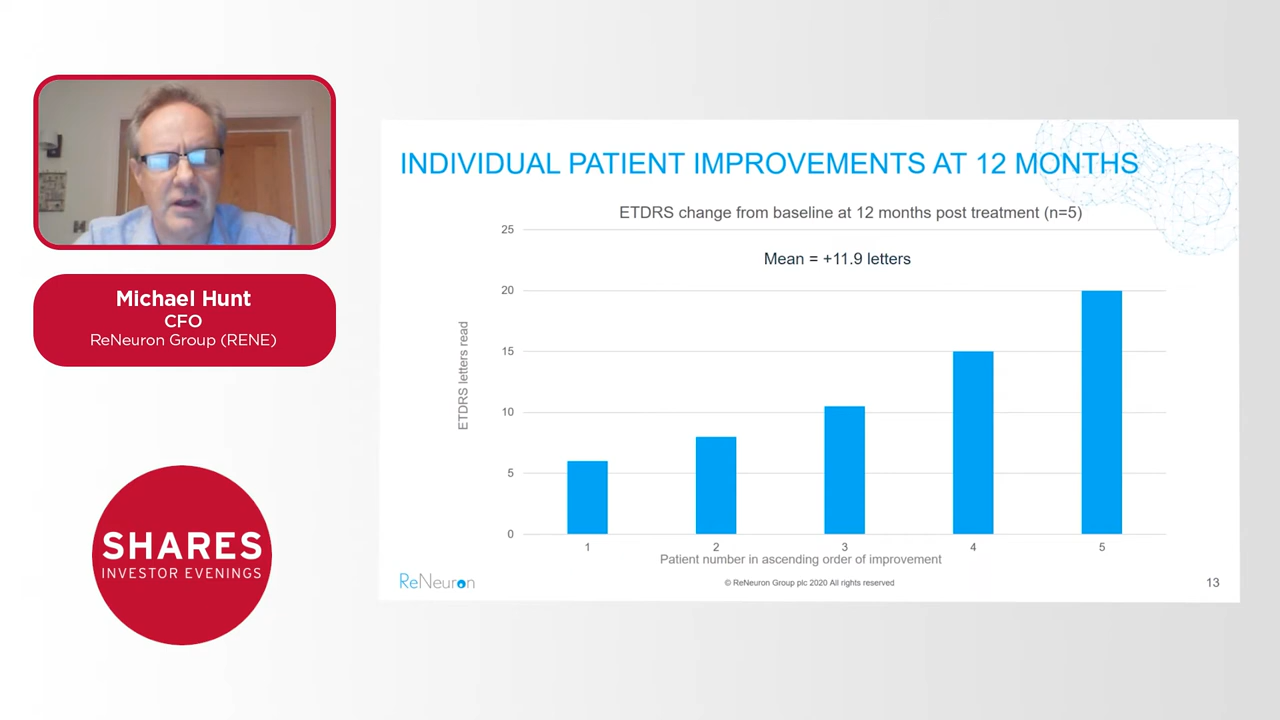 Michael Hunt
CFO
ReNeuron Group (RENE)
SHARES
INVESTOR EVENINGS
INDIVIDUAL PATIENT IMPROVEMENTS AT 12 MONTHS
ETDRS change from baseline at 12 months post treatment (n=5)
Mean = +11.9 letters
ETDRS letters read
25
20
15
10
5
0
1 2 3 4 5
Patient number in ascending order of improvement
ReNeuron
© ReNeuron Group plc 2020 All rights reserved
13